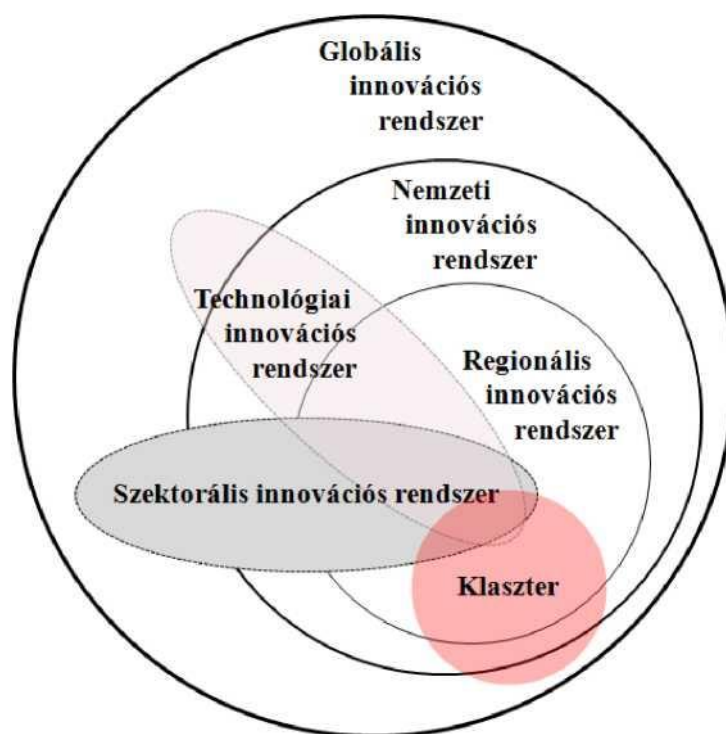 Globális
innovációs
rendszer
Nemzeti
innovációs
rendszer
Technológiai
innovációs
rendszer
Regionális
innovációs
rendszer
Szektorális innovációs rendszer
Klaszter